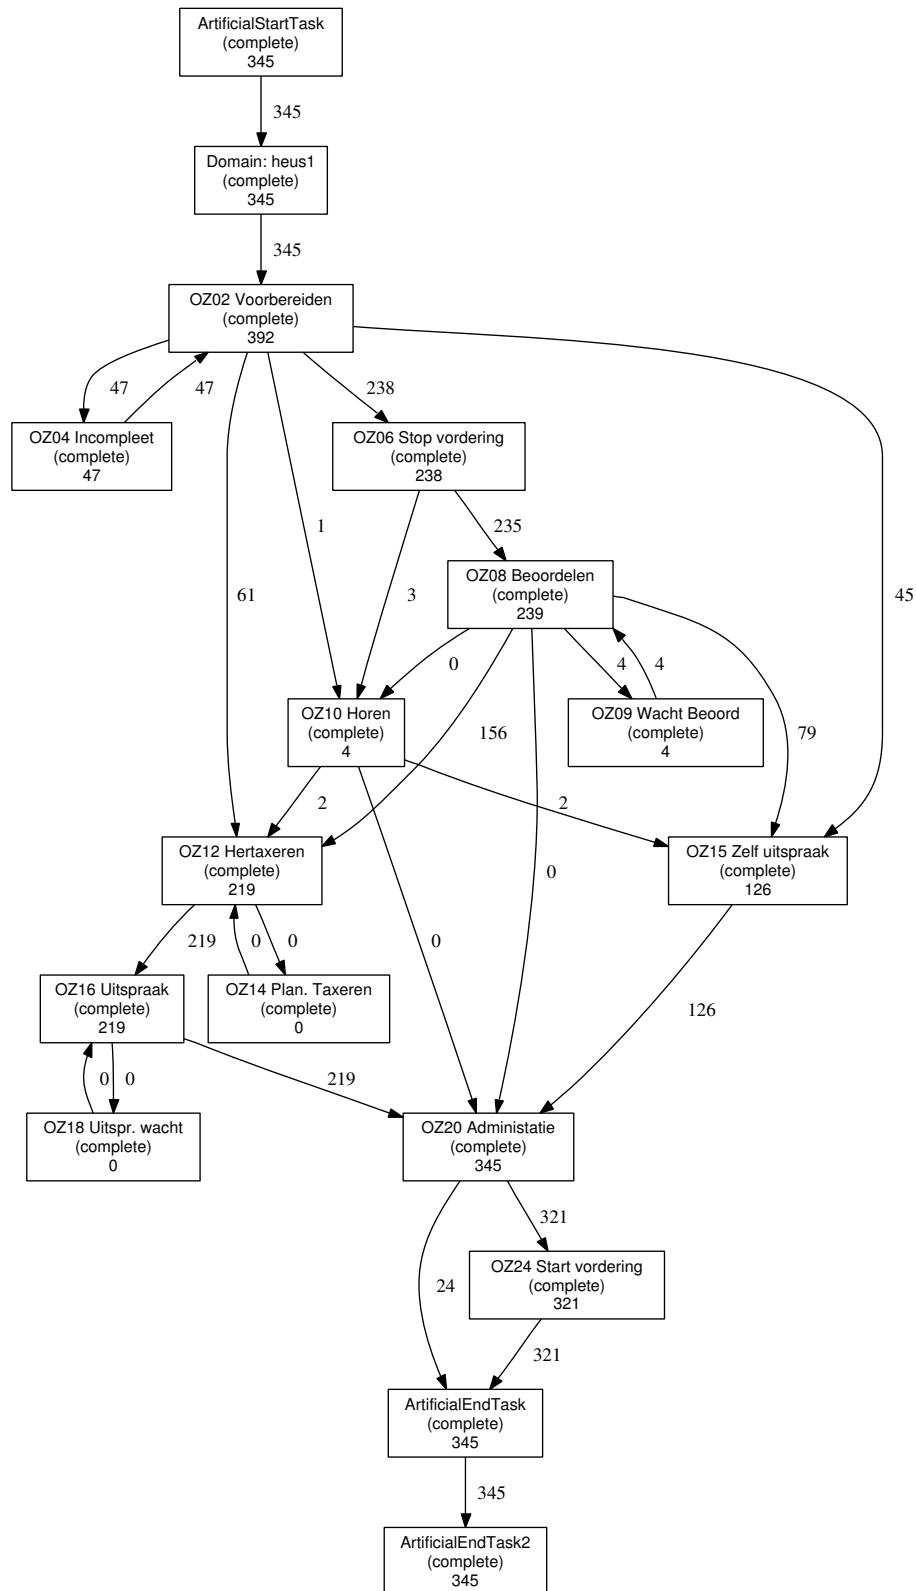 ArtificialStartTask
(complete)
345
345
Domain: heus1
(complete)
345
345
OZ02 Voorbereiden
(complete)
392
47
47
238
OZ04 Incompleet
(complete)
47
OZ06 Stop vordering
(complete)
238
1
235
61
3
45
OZ08 Beoordelen
(complete)
239
0
4
4
OZ10 Horen
(complete)
4
156
OZ09 Wacht Beoord
(complete)
4
79
2
2
OZ12 Hertaxeren
(complete)
219
0
OZ15 Zelf uitspraak
(complete)
126
219
0
0
0
OZ16 Uitspraak
(complete)
219
OZ14 Plan. Taxeren
(complete)
0
126
0
0
219
OZ18 Uitspr. wacht
(complete)
0
OZ20 Administatie
(complete)
345
321
24
OZ24 Start vordering
(complete)
321
321
ArtificialEndTask
(complete)
345
345
ArtificialEndTask2
(complete)
345